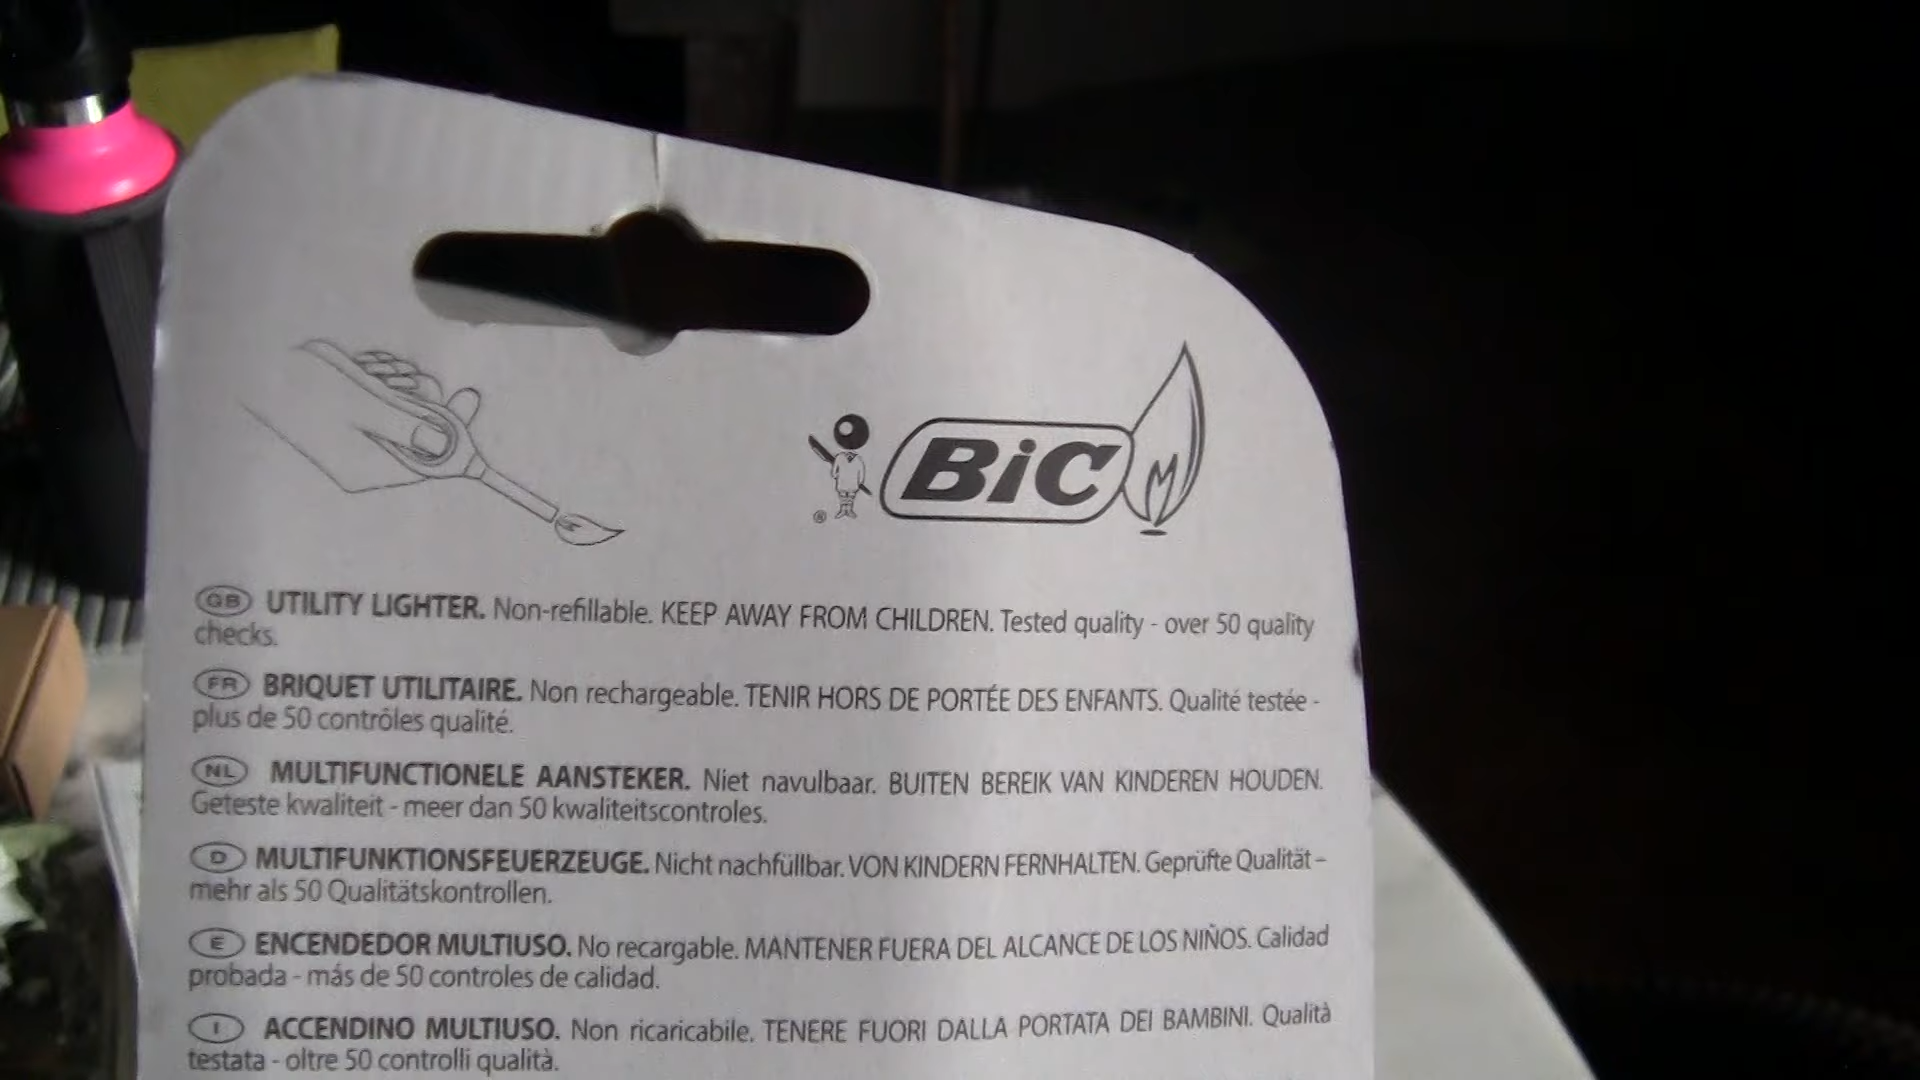 BiC
®
GB UTILITY LIGHTER. Non-refillable. KEEP AWAY FROM CHILDREN. Tested quality - over 50 quality
checks.
FR BRIQUET UTILITAIRE. Non rechargeable. TENIR HORS DE PORTÉE DES ENFANTS. Qualité testée -
plus de 50 contrôles qualité.
NL MULTIFUNCTIONELE AANSTEKER. Niet navulbaar. BUITEN BEREIK VAN KINDEREN HOUDEN.
Geteste kwaliteit - meer dan 50 kwaliteitscontroles.
D MULTIFUNKTIONSFEUERZEUGE. Nicht nachfüllbar. VON KINDERN FERNHALTEN. Geprüfte Qualität –
mehr als 50 Qualitätskontrollen.
E ENCENDEDOR MULTIUSO. No recargable. MANTENER FUERA DEL ALCANCE DE LOS NIÑOS. Calidad
probada - más de 50 controles de calidad.
I ACCENDINO MULTIUSO. Non ricaricabile. TENERE FUORI DALLA PORTATA DEI BAMBINI. Qualità
testata - oltre 50 controlli qualità.